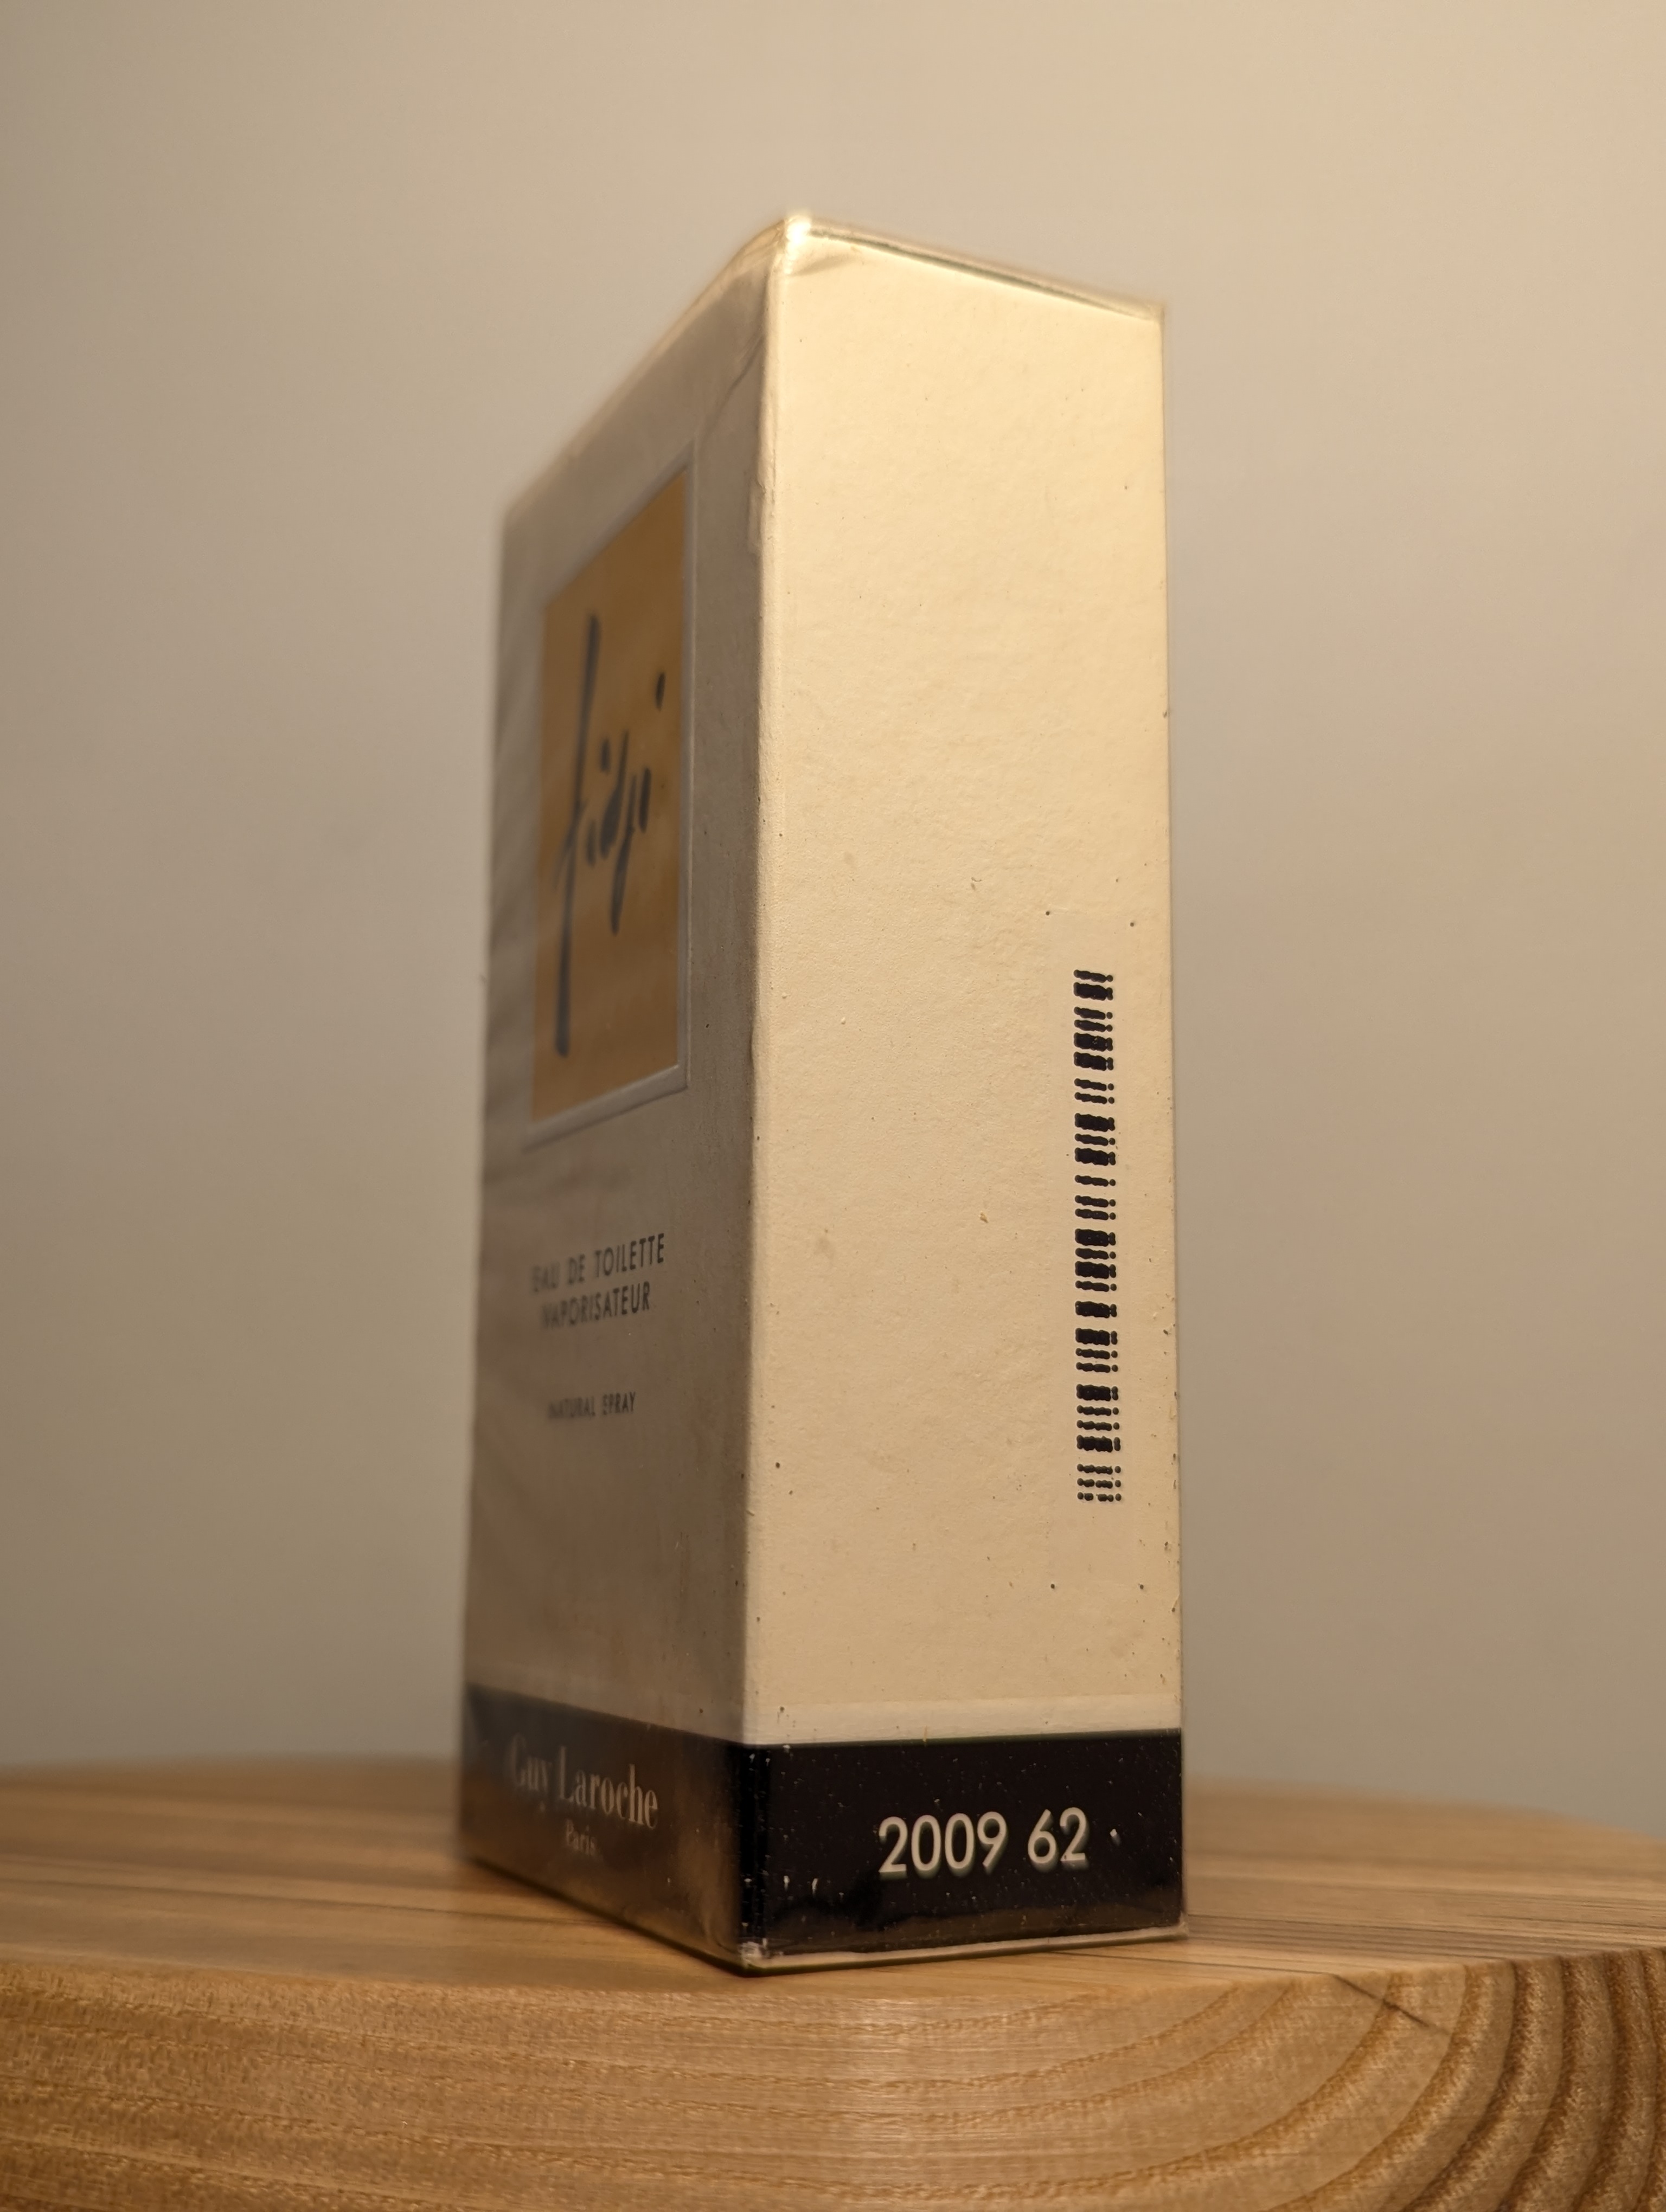 fidji
EAU DE TOILETTE
VAPORISATEUR
NATURAL SPRAY
Guy Laroche
Paris
2009 62